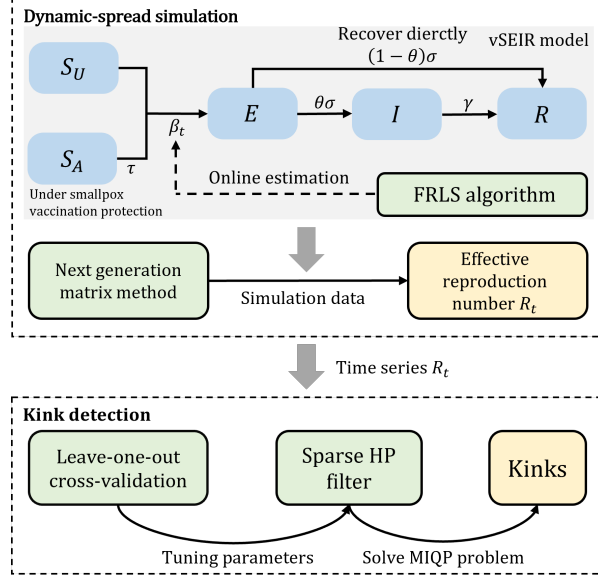 Dynamic-spread simulation
Recover dierctly
(1 − θ)σ
vSEIR model
S_U
E
θσ
I
γ
R
β_t
S_A
τ
Online estimation
Under smallpox
vaccination protection
FRLS algorithm
Next generation
matrix method
Simulation data
Effective
reproduction
number R_t
Time series R_t
Kink detection
Leave-one-out
cross-validation
Sparse HP
filter
Kinks
Tuning parameters
Solve MIQP problem